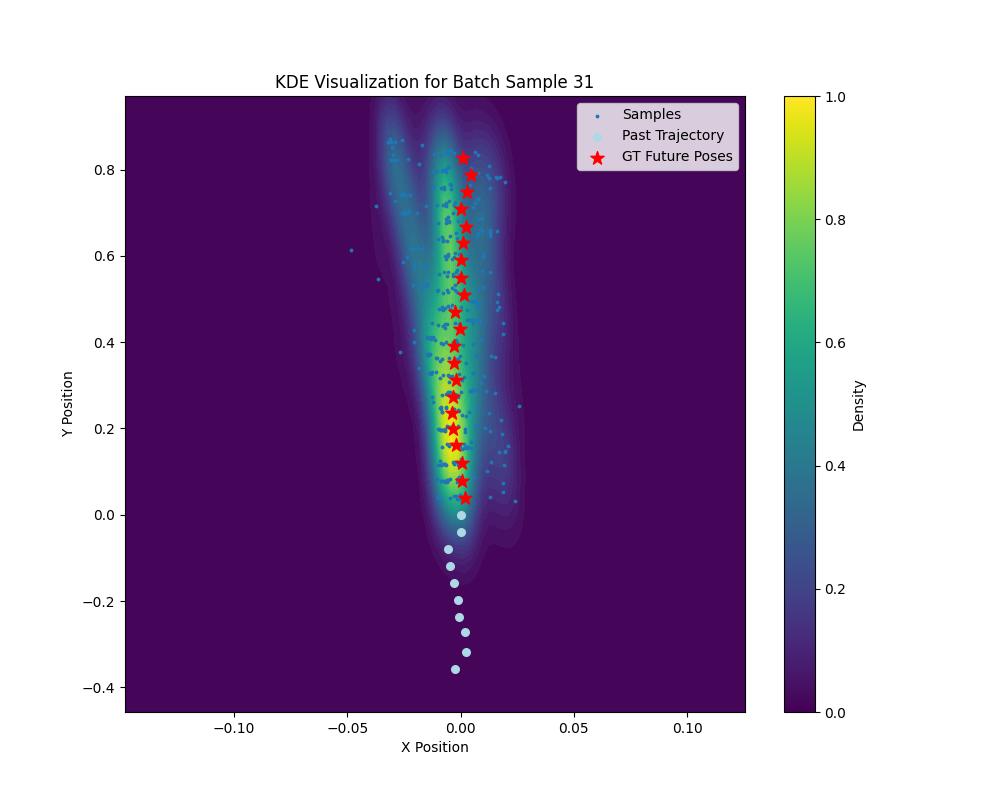 KDE Visualization for Batch Sample 31
Samples
Past Trajectory
GT Future Poses
Y Position
0.8
0.6
0.4
0.2
0.0
−0.2
−0.4
−0.10
−0.05
0.00
0.05
0.10
X Position
1.0
0.8
0.6
0.4
0.2
0.0
Density